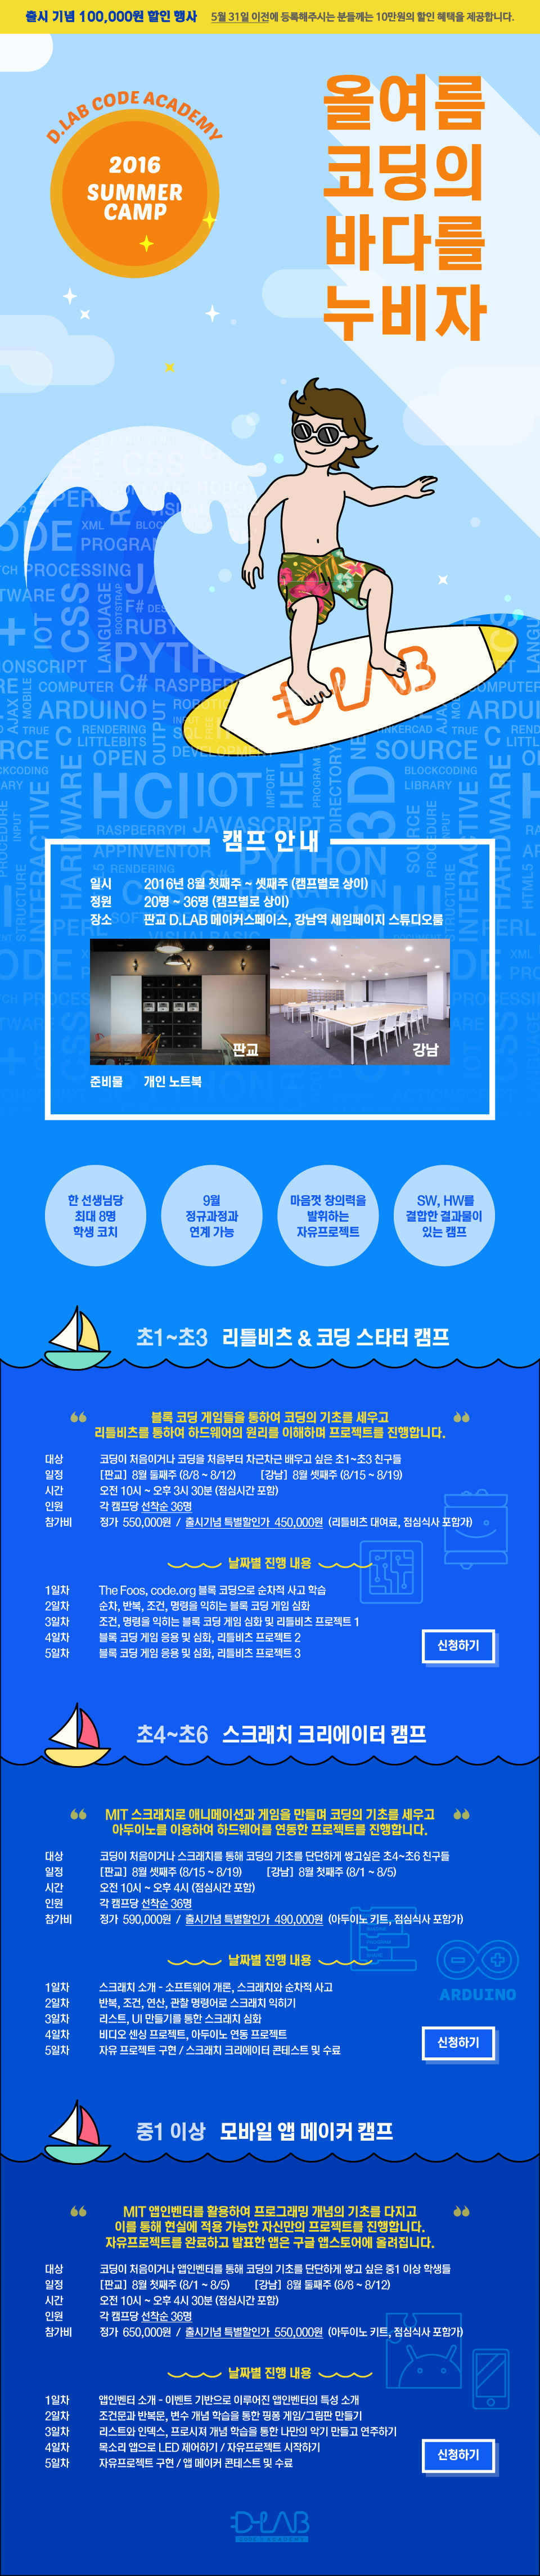 출시 기념 100,000원 할인 행사 5월 31일 이전에 등록해주시는 분들께는 10만원의 할인 혜택을 제공합니다.
D.LAB CODE ACADEMY
2016
SUMMER
CAMP
올여름
코딩의
바다를
누비자
CSS
XML
PROCESSING
F#
RUBY
C# RASPBERRY
COMPUTER
ARDUINO
RENDERING
LITTLEBITS
OPEN
SOURCE
BLOCKCODING
LIBRARY
HCI IOT
RASPBERRYPI JAVASCRIPT
APPINVENTOR
PYTHON
3D
D LAB
캠프 안내
일시 2016년 8월 첫째주 ~ 셋째주 (캠프별로 상이)
정원 20명 ~ 36명 (캠프별로 상이)
장소 판교 D.LAB 메이커스페이스, 강남역 세임페이지 스튜디오룸
판교 강남
준비물 개인 노트북
한 선생님당
최대 8명
학생 코치
9월
정규과정과
연계 가능
마음껏 창의력을
발휘하는
자유프로젝트
SW, HW를
결합한 결과물이
있는 캠프
초1~초3 리틀비츠 & 코딩 스타터 캠프
블록 코딩 게임들을 통하여 코딩의 기초를 세우고
리틀비츠를 통하여 하드웨어의 원리를 이해하며 프로젝트를 진행합니다.
대상 코딩이 처음이거나 코딩을 처음부터 차근차근 배우고 싶은 초1~초3 친구들
일정 [판교] 8월 둘째주 (8/8 ~ 8/12) [강남] 8월 셋째주 (8/15 ~ 8/19)
시간 오전 10시 ~ 오후 3시 30분 (점심시간 포함)
인원 각 캠프당 선착순 36명
참가비 정가 550,000원 / 출시기념 특별할인가 450,000원 (리틀비츠 대여료, 점심식사 포함가)
날짜별 진행 내용
1일차 The Foos, code.org 블록 코딩으로 순차적 사고 학습
2일차 순차, 반복, 조건, 명령을 익히는 블록 코딩 게임 심화
3일차 조건, 명령을 익히는 블록 코딩 게임 심화 및 리틀비츠 프로젝트 1
4일차 블록 코딩 게임 응용 및 심화, 리틀비츠 프로젝트 2
5일차 블록 코딩 게임 응용 및 심화, 리틀비츠 프로젝트 3
신청하기
초4~초6 스크래치 크리에이터 캠프
MIT 스크래치로 애니메이션과 게임을 만들며 코딩의 기초를 세우고
아두이노를 이용하여 하드웨어를 연동한 프로젝트를 진행합니다.
대상 코딩이 처음이거나 스크래치를 통해 코딩의 기초를 단단하게 쌓고싶은 초4~초6 친구들
일정 [판교] 8월 셋째주 (8/15 ~ 8/19) [강남] 8월 첫째주 (8/1 ~ 8/5)
시간 오전 10시 ~ 오후 4시 (점심시간 포함)
인원 각 캠프당 선착순 36명
참가비 정가 590,000원 / 출시기념 특별할인가 490,000원 (아두이노 키트, 점심식사 포함가)
날짜별 진행 내용
ARDUINO
1일차 스크래치 소개 - 소프트웨어 개론, 스크래치와 순차적 사고
2일차 반복, 조건, 연산, 관찰 명령어로 스크래치 익히기
3일차 리스트, UI 만들기를 통한 스크래치 심화
4일차 비디오 센싱 프로젝트, 아두이노 연동 프로젝트
5일차 자유 프로젝트 구현 / 스크래치 크리에이터 콘테스트 및 수료
신청하기
중1 이상 모바일 앱 메이커 캠프
MIT 앱인벤터를 활용하여 프로그래밍 개념의 기초를 다지고
이를 통해 현실에 적용 가능한 자신만의 프로젝트를 진행합니다.
자유프로젝트를 완료하고 발표한 앱은 구글 앱스토어에 올려집니다.
대상 코딩이 처음이거나 앱인벤터를 통해 코딩의 기초를 단단하게 쌓고 싶은 중1 이상 학생들
일정 [판교] 8월 첫째주 (8/1 ~ 8/5) [강남] 8월 둘째주 (8/8 ~ 8/12)
시간 오전 10시 ~ 오후 4시 30분 (점심시간 포함)
인원 각 캠프당 선착순 36명
참가비 정가 650,000원 / 출시기념 특별할인가 550,000원 (아두이노 키트, 점심식사 포함가)
날짜별 진행 내용
1일차 앱인벤터 소개 - 이벤트 기반으로 이루어진 앱인벤터의 특성 소개
2일차 조건문과 반복문, 변수 개념 학습을 통한 핑퐁 게임/그림판 만들기
3일차 리스트와 인덱스, 프로시저 개념 학습을 통한 나만의 악기 만들고 연주하기
4일차 목소리 앱으로 LED 제어하기 / 자유프로젝트 시작하기
5일차 자유프로젝트 구현 / 앱 메이커 콘테스트 및 수료
신청하기
D-LAB
CODE ACADEMY